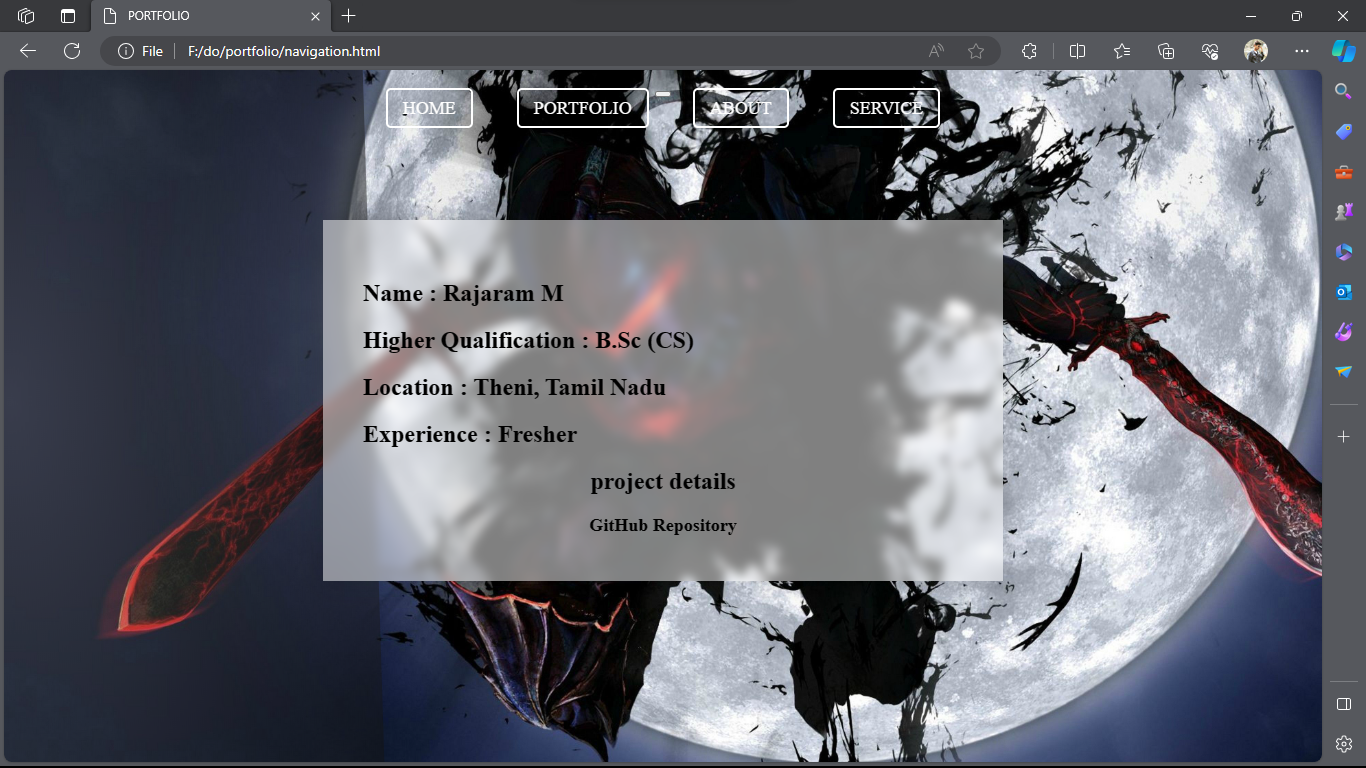 PORTFOLIO
File F:/do/portfolio/navigation.html
HOME PORTFOLIO ABOUT SERVICE
Name : Rajaram M
Higher Qualification : B.Sc (CS)
Location : Theni, Tamil Nadu
Experience : Fresher
project details
GitHub Repository